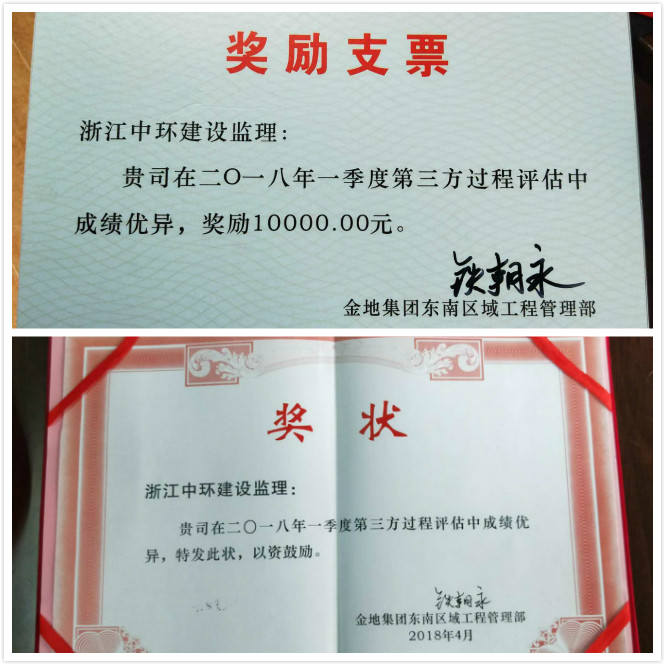 奖励支票
浙江中环建设监理：
贵司在二〇一八年一季度第三方过程评估中
成绩优异，奖励10000.00元。
金地集团东南区域工程管理部
奖 状
浙江中环建设监理：
贵司在二〇一八年一季度第三方过程评估中成绩优
异，特发此状，以资鼓励。
金地集团东南区域工程管理部
2018年4月